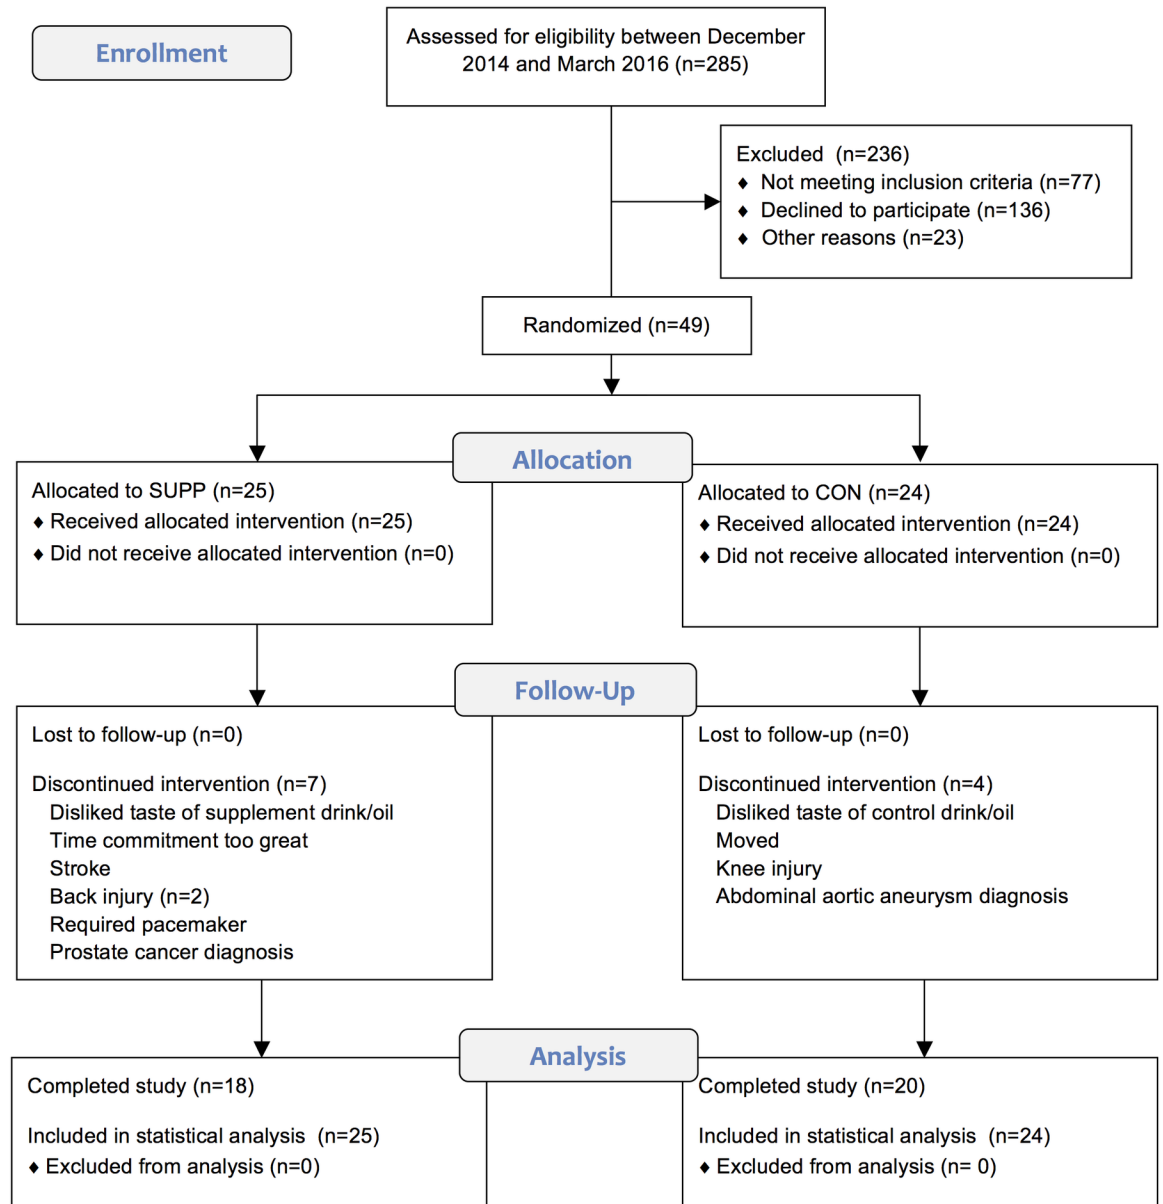 Enrollment
Assessed for eligibility between December
2014 and March 2016 (n=285)
Excluded  (n=236)
♦ Not meeting inclusion criteria (n=77)
♦ Declined to participate (n=136)
♦ Other reasons (n=23)
Randomized (n=49)
Allocation
Allocated to SUPP (n=25)
♦ Received allocated intervention (n=25)
♦ Did not receive allocated intervention (n=0)
Allocated to CON (n=24)
♦ Received allocated intervention (n=24)
♦ Did not receive allocated intervention (n=0)
Follow-Up
Lost to follow-up (n=0)
Discontinued intervention (n=7)
Disliked taste of supplement drink/oil
Time commitment too great
Stroke
Back injury (n=2)
Required pacemaker
Prostate cancer diagnosis
Lost to follow-up (n=0)
Discontinued intervention (n=4)
Disliked taste of control drink/oil
Moved
Knee injury
Abdominal aortic aneurysm diagnosis
Analysis
Completed study (n=18)
Included in statistical analysis  (n=25)
♦ Excluded from analysis (n=0)
Completed study (n=20)
Included in statistical analysis  (n=24)
♦ Excluded from analysis (n= 0)